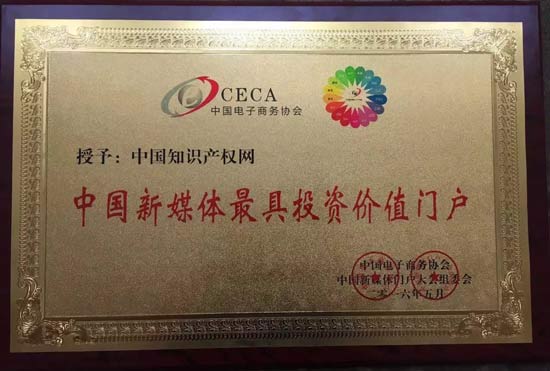 CECA
中国电子商务协会
授予：中国知识产权网
中国新媒体最具投资价值门户
中国电子商务协会
中国新媒体门户大会组委会
二零一六年五月